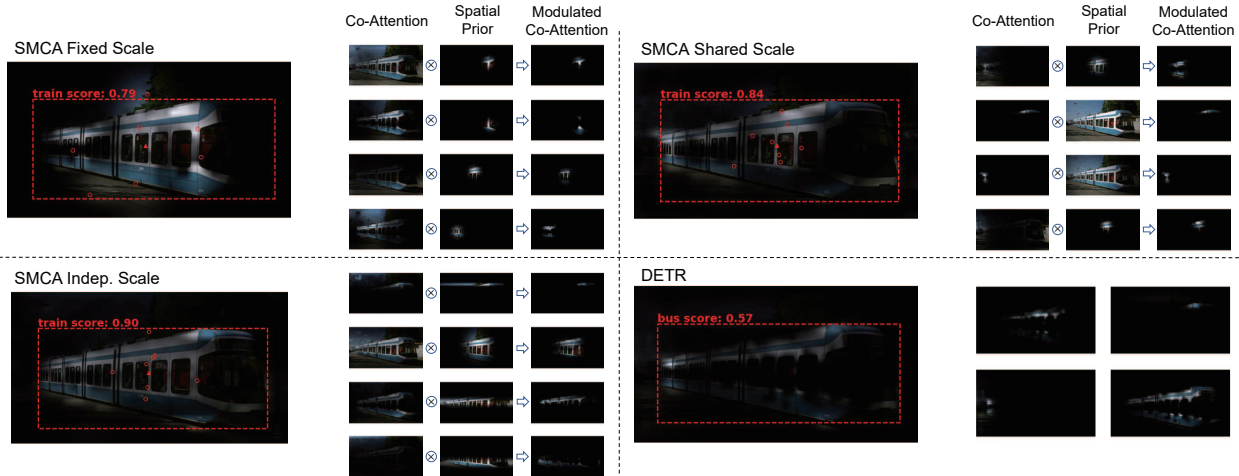 SMCA Fixed Scale
Co-Attention
Spatial
Prior
Modulated
Co-Attention
train score: 0.79
SMCA Shared Scale
Co-Attention
Spatial
Prior
Modulated
Co-Attention
train score: 0.84
SMCA Indep. Scale
train score: 0.90
DETR
bus score: 0.57